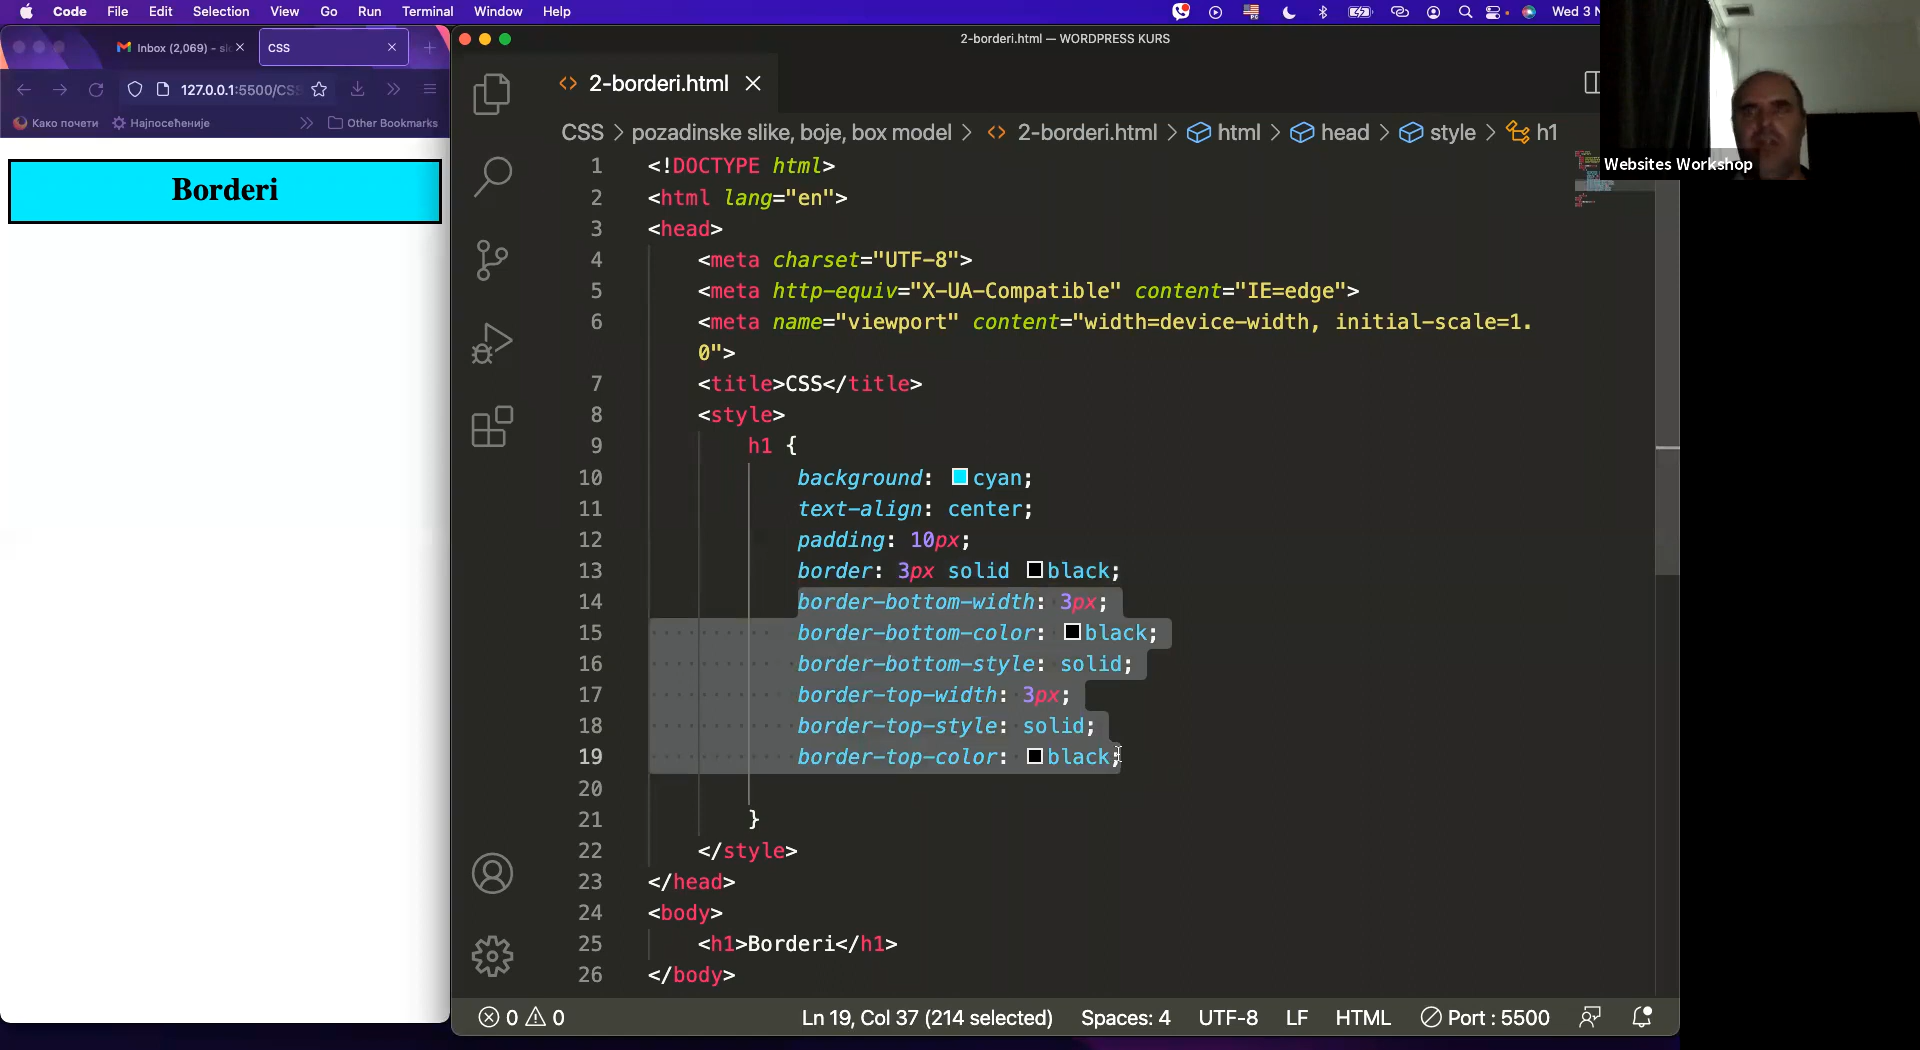 Code File Edit Selection View Go Run Terminal Window Help
Wed 3 N
Inbox (2,069) - sl
CSS
127.0.0.1:5500/CSS
Како почети Најпосећеније Other Bookmarks
Borderi
2-borderi.html — WORDPRESS KURS
2-borderi.html
CSS > pozadinske slike, boje, box model > 2-borderi.html > html > head > style > h1
Websites Workshop
1 <!DOCTYPE html>
2 <html lang="en">
3 <head>
4 <meta charset="UTF-8">
5 <meta http-equiv="X-UA-Compatible" content="IE=edge">
6 <meta name="viewport" content="width=device-width, initial-scale=1.
0">
7 <title>CSS</title>
8 <style>
9 h1 {
10 background: cyan;
11 text-align: center;
12 padding: 10px;
13 border: 3px solid black;
14 border-bottom-width: 3px;
15 border-bottom-color: black;
16 border-bottom-style: solid;
17 border-top-width: 3px;
18 border-top-style: solid;
19 border-top-color: black;
20
21 }
22 </style>
23 </head>
24 <body>
25 <h1>Borderi</h1>
26 </body>
0 0 Ln 19, Col 37 (214 selected) Spaces: 4 UTF-8 LF HTML Port : 5500